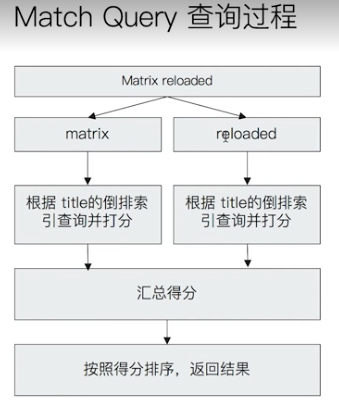 Match Query 查询过程
Matrix reloaded
matrix
reloaded
根据 title的倒排索
引查询并打分
根据 title的倒排索
引查询并打分
汇总得分
按照得分排序，返回结果